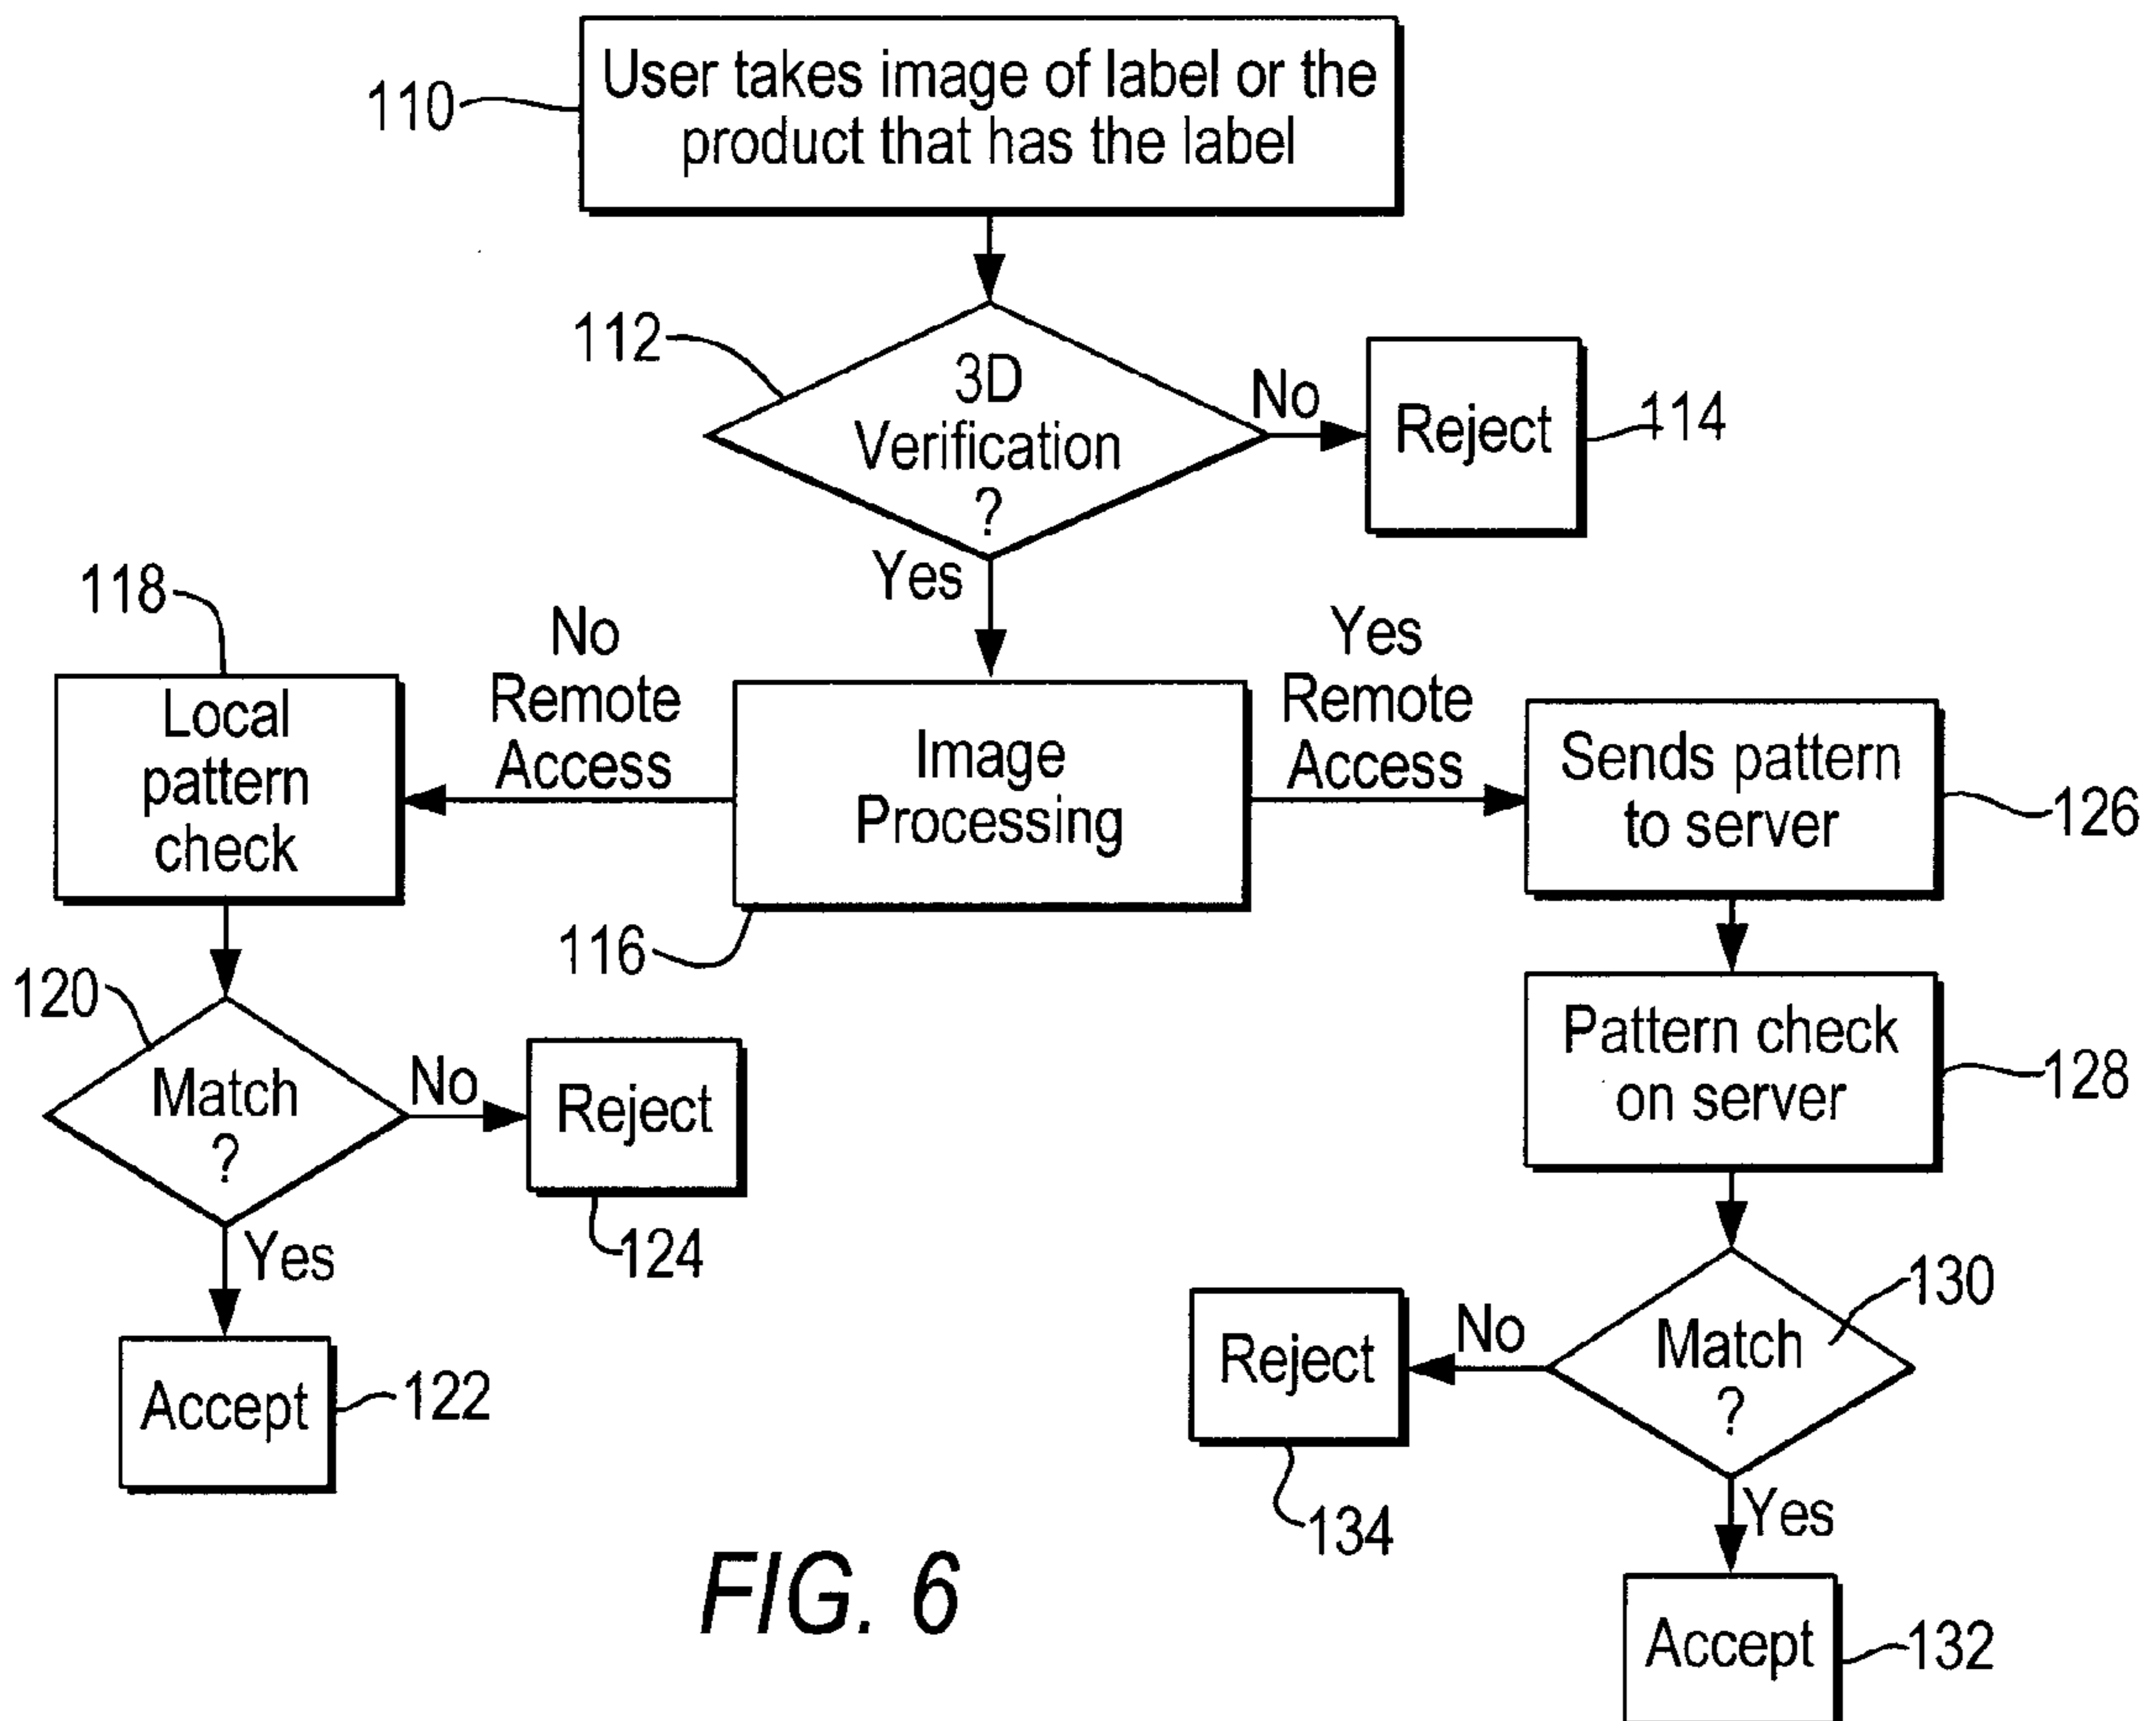 User takes image of label or the
product that has the label
110
112
3D
Verification
?
No
Reject
114
Yes
118
Local
pattern
check
No
Remote
Access
Image
Processing
116
Yes
Remote
Access
Sends pattern
to server
126
Pattern check
on server
128
120
Match
?
No
Reject
124
Yes
Accept
122
130
Match
?
No
Reject
134
Yes
Accept
132
FIG. 6